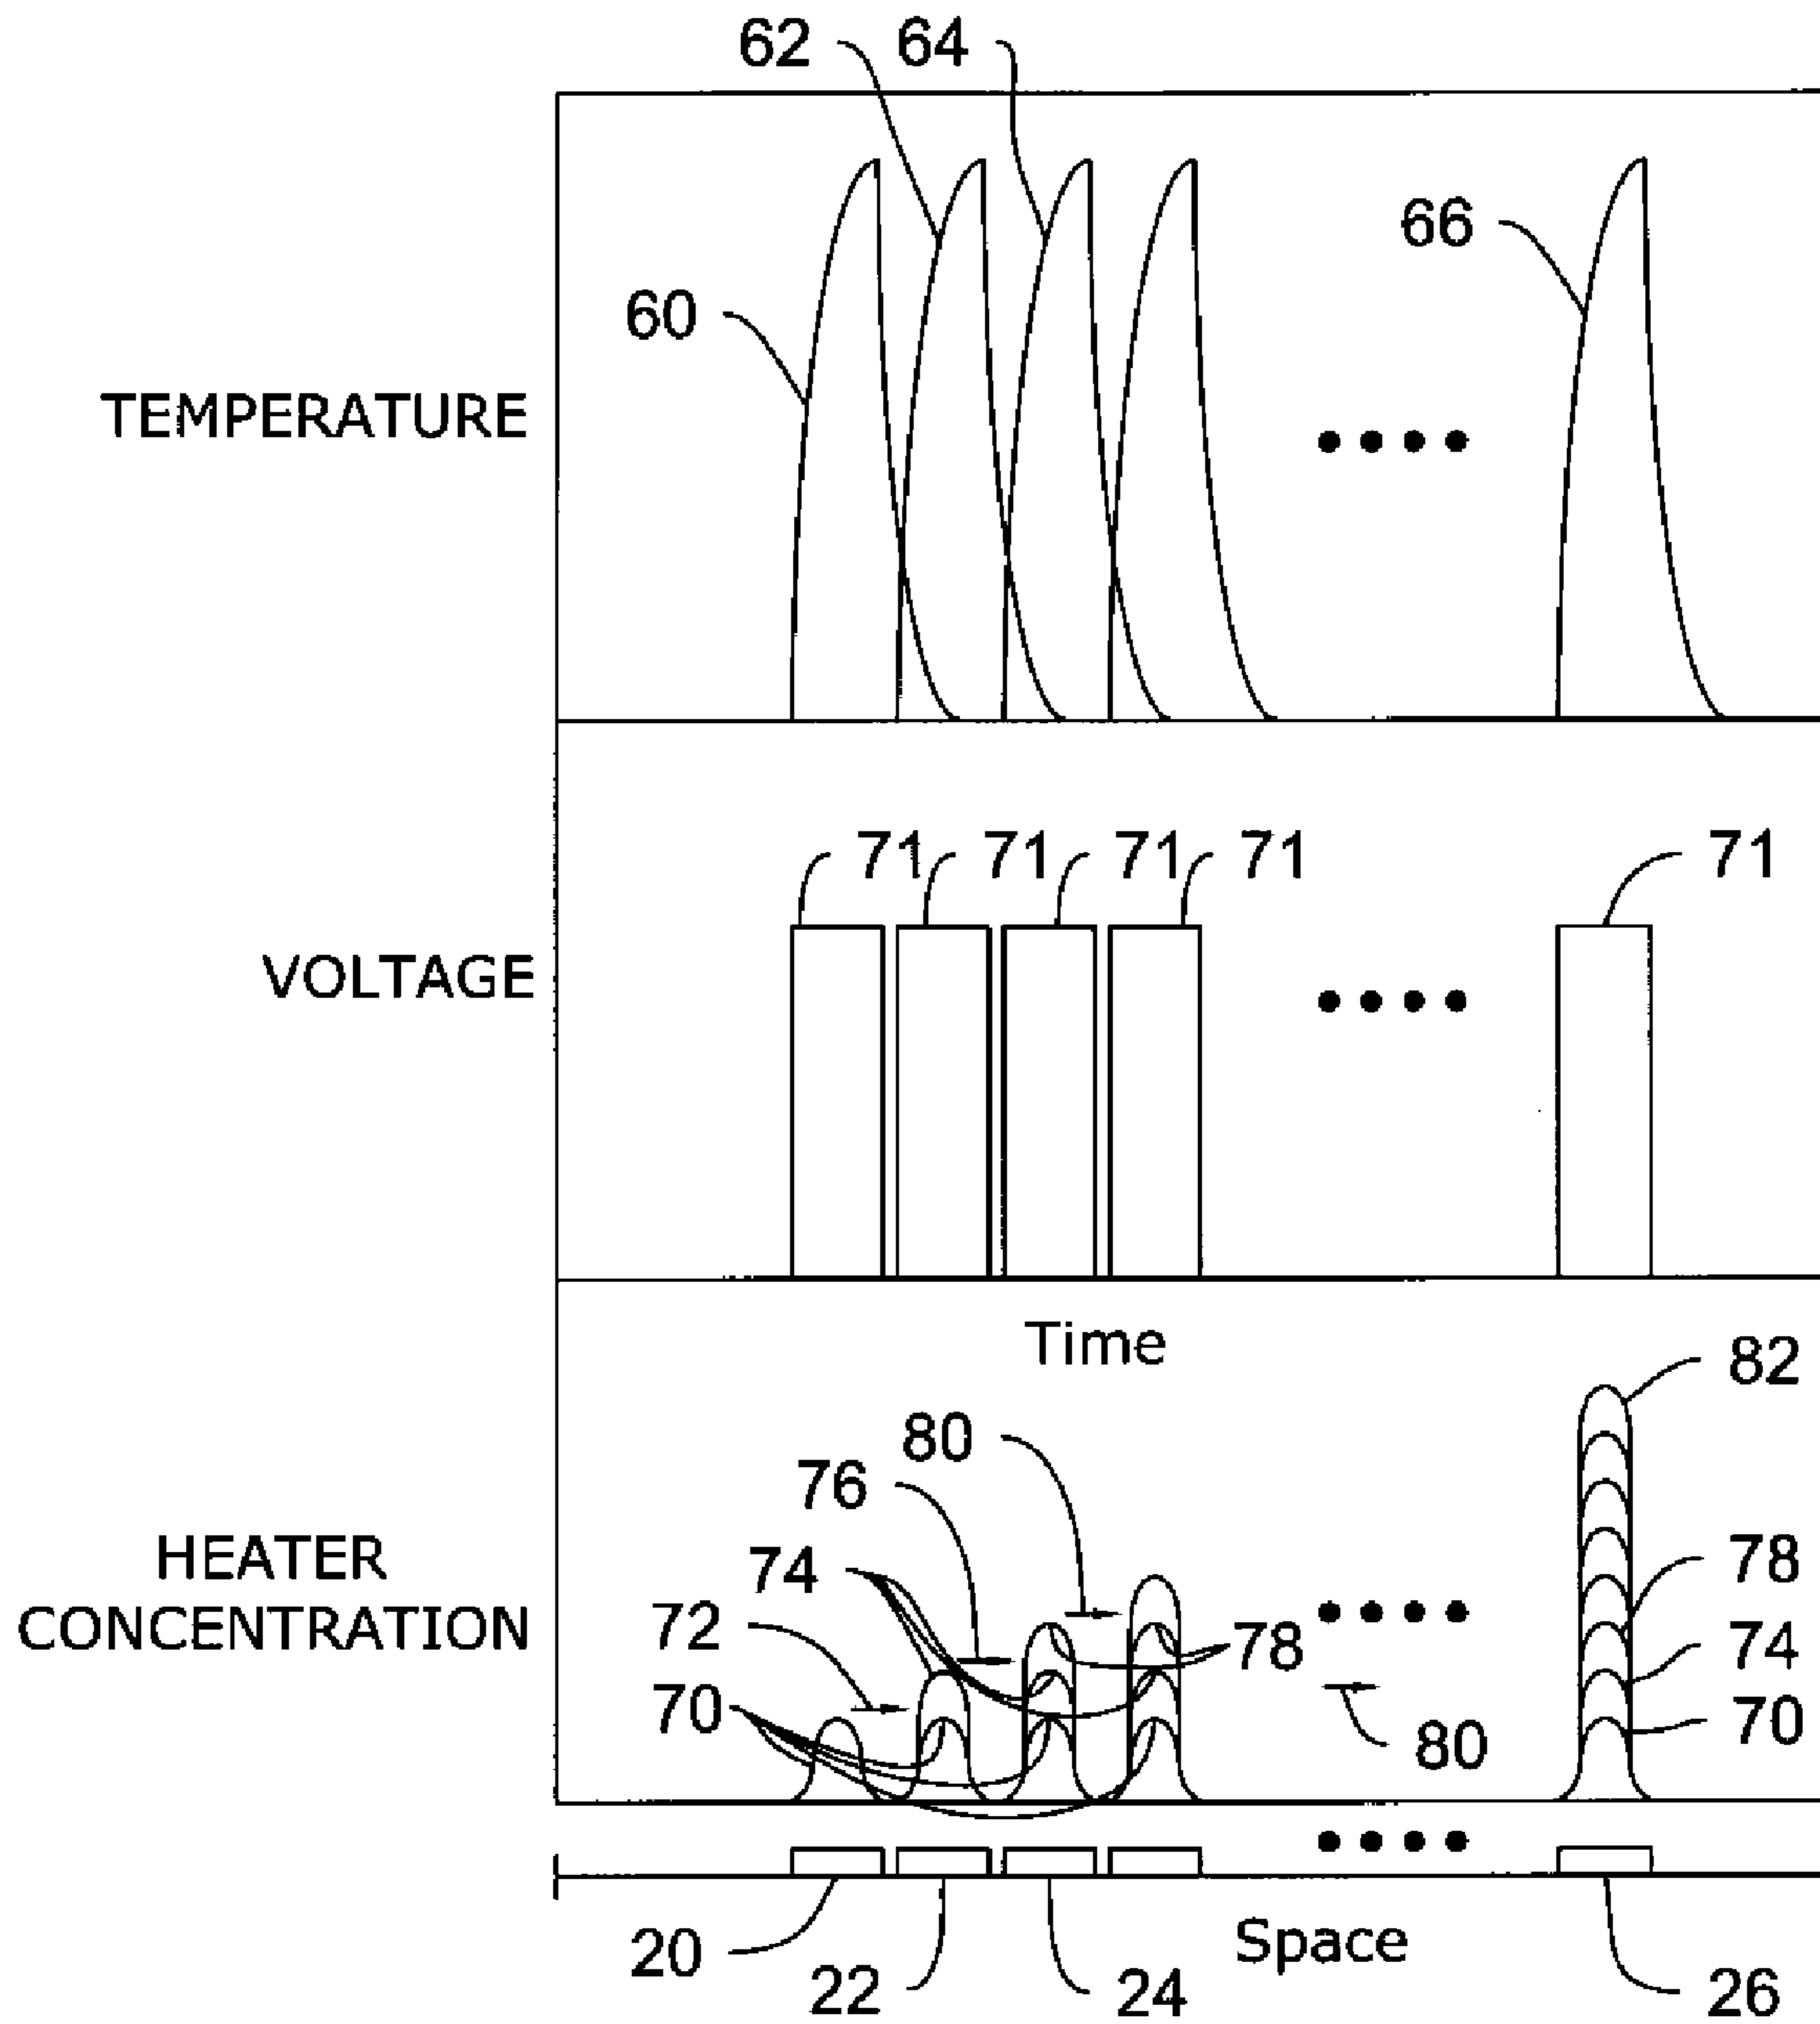 62 64
66
60
TEMPERATURE
71 71 71 71 71
VOLTAGE
Time
82
80
76
HEATER
CONCENTRATION
74
78
72
78
74
70
70
80
20
22
24
Space
26